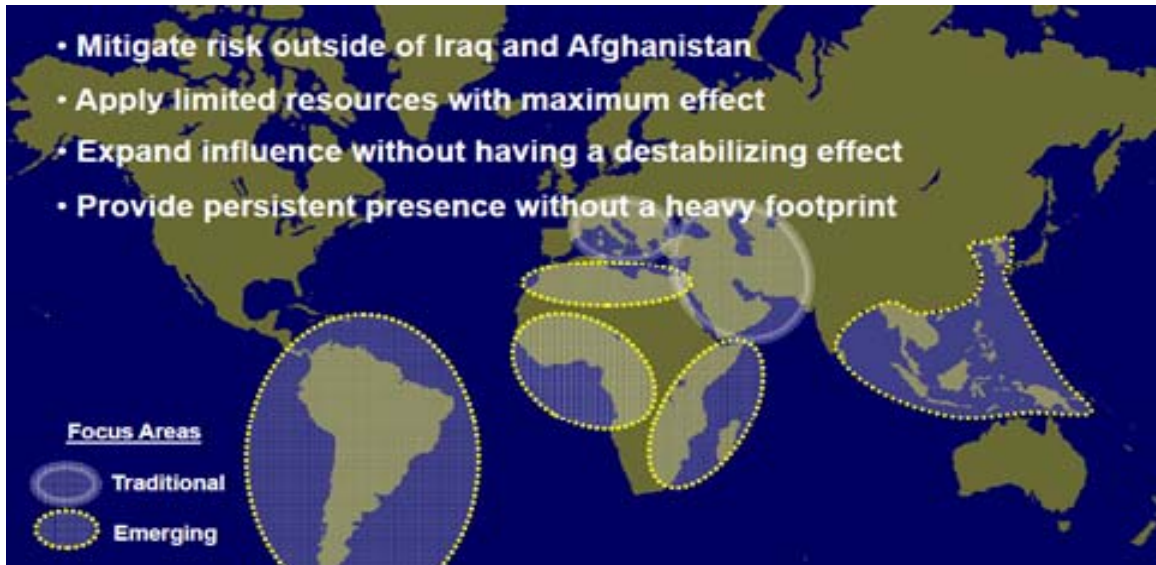 • Mitigate risk outside of Iraq and Afghanistan
• Apply limited resources with maximum effect
• Expand influence without having a destabilizing effect
• Provide persistent presence without a heavy footprint
Focus Areas
Traditional
Emerging